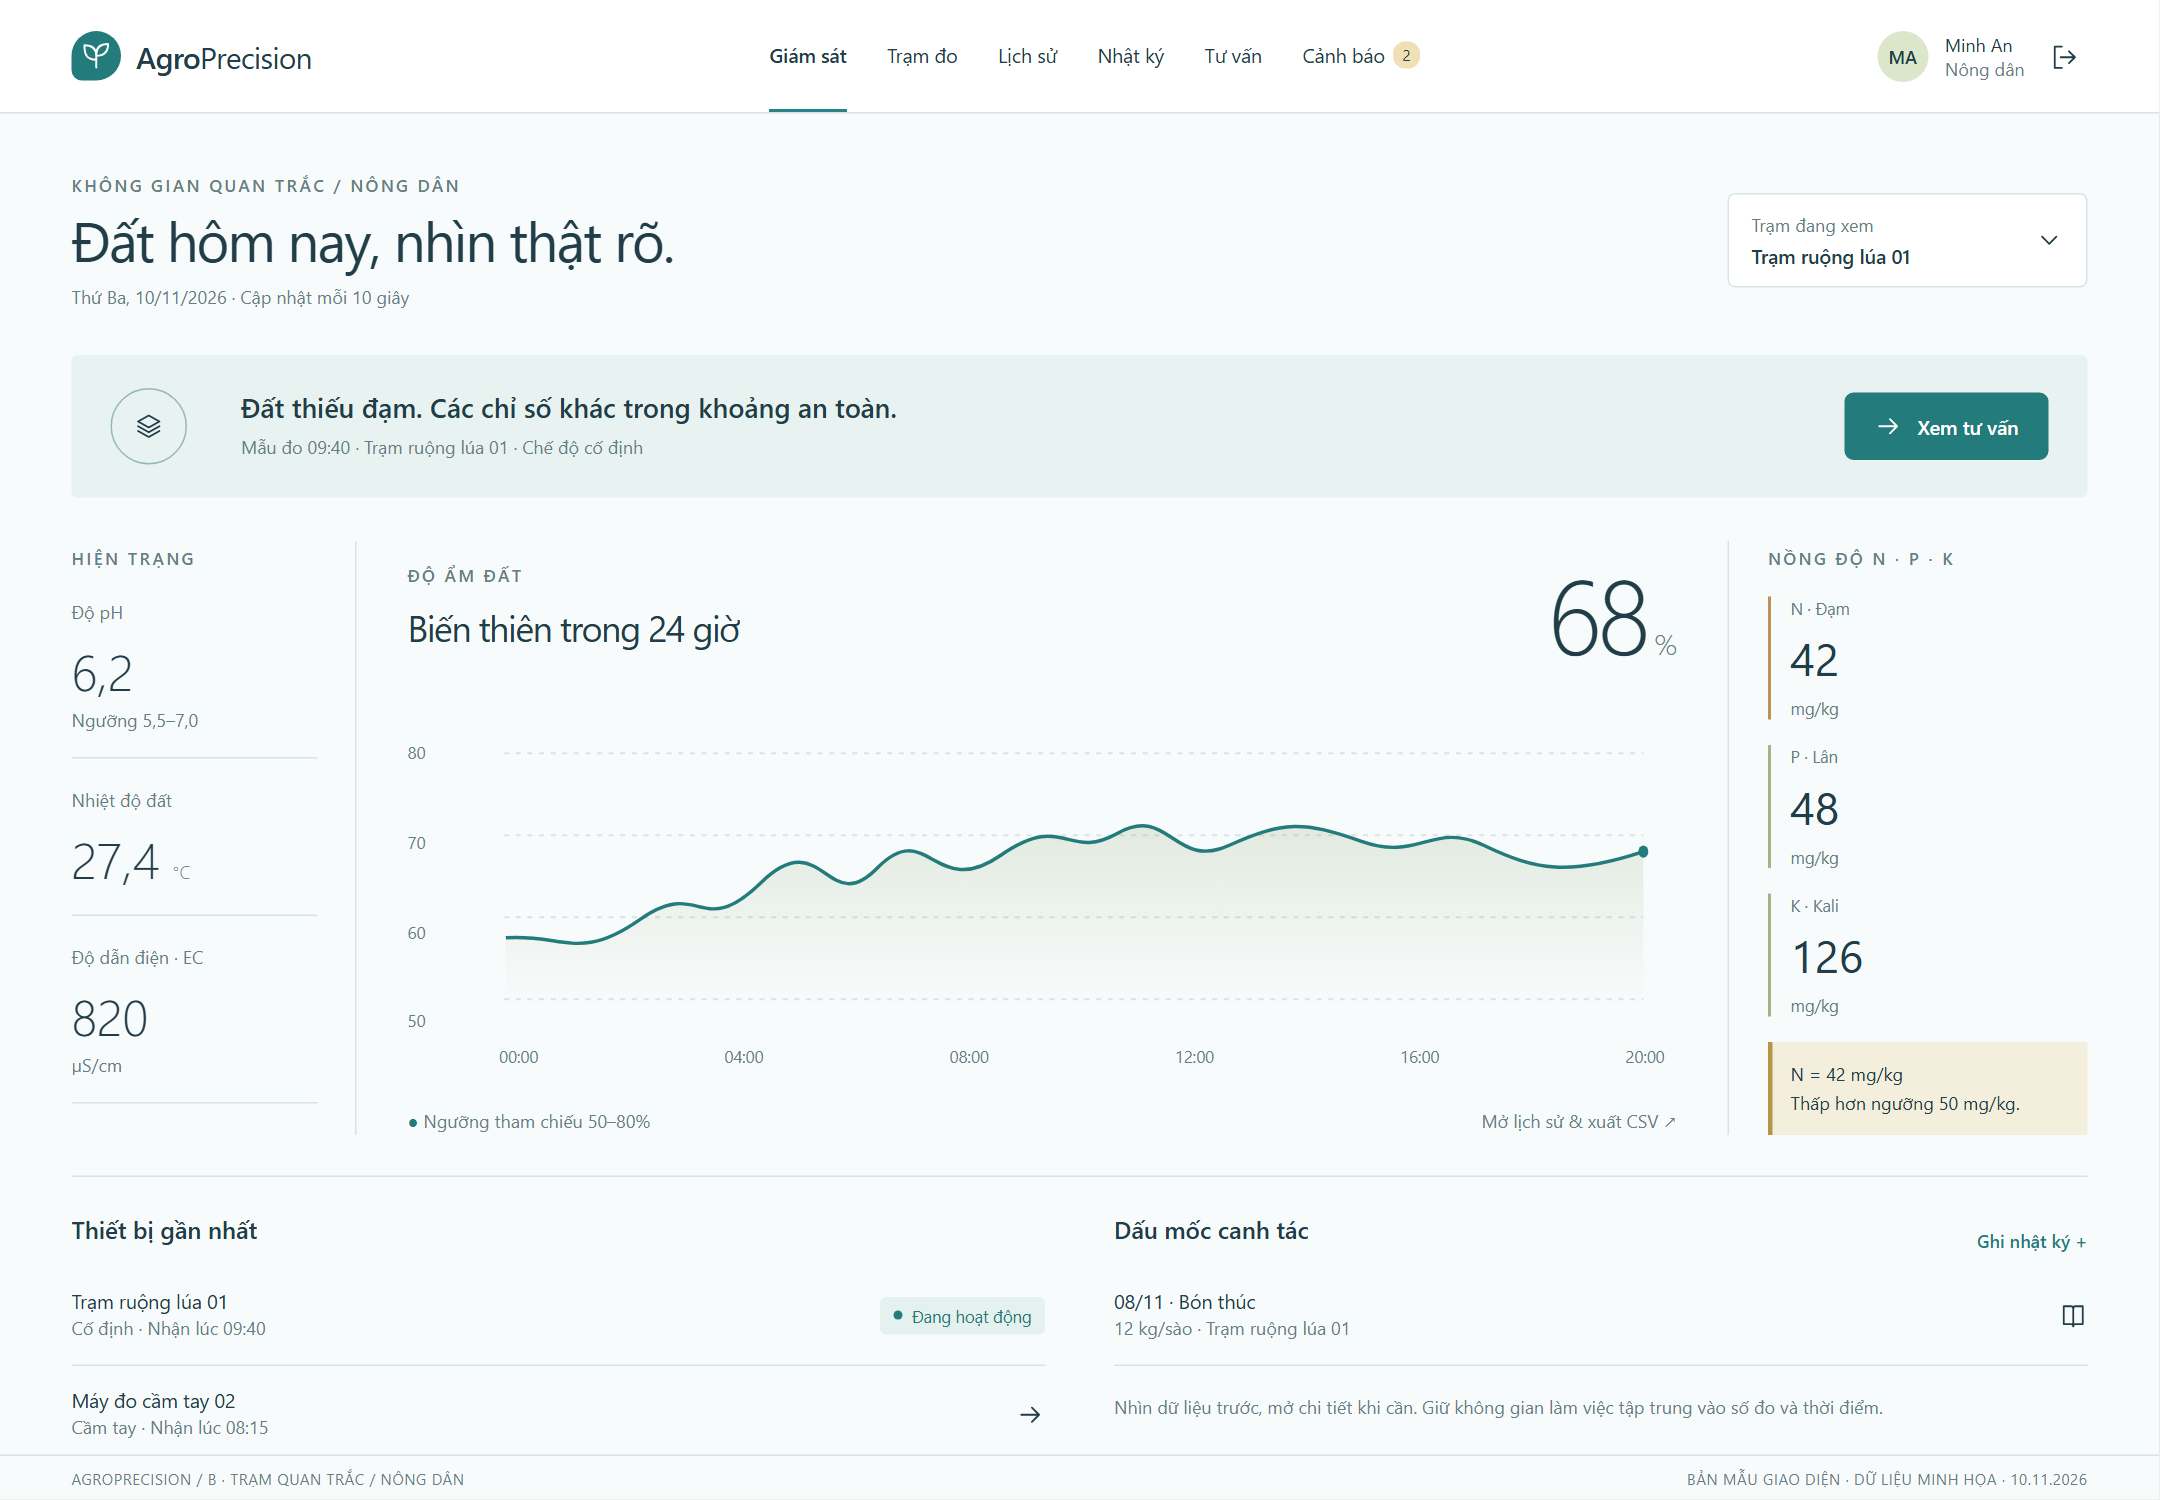 AgroPrecision
Giám sát
Trạm đo
Lịch sử
Nhật ký
Tư vấn
Cảnh báo 2
MA
Minh An
Nông dân
KHÔNG GIAN QUAN TRẮC / NÔNG DÂN
Đất hôm nay, nhìn thật rõ.
Thứ Ba, 10/11/2026 · Cập nhật mỗi 10 giây
Trạm đang xem
Trạm ruộng lúa 01
Đất thiếu đạm. Các chỉ số khác trong khoảng an toàn.
Mẫu đo 09:40 · Trạm ruộng lúa 01 · Chế độ cố định
→ Xem tư vấn
HIỆN TRẠNG
Độ pH
6,2
Ngưỡng 5,5–7,0
Nhiệt độ đất
27,4 °C
Độ dẫn điện · EC
820
µS/cm
ĐỘ ẨM ĐẤT
Biến thiên trong 24 giờ
68 %
80
70
60
50
00:00
04:00
08:00
12:00
16:00
20:00
Ngưỡng tham chiếu 50–80%
Mở lịch sử & xuất CSV ↗
NỒNG ĐỘ N · P · K
N · Đạm
42
mg/kg
P · Lân
48
mg/kg
K · Kali
126
mg/kg
N = 42 mg/kg
Thấp hơn ngưỡng 50 mg/kg.
Thiết bị gần nhất
Trạm ruộng lúa 01
Cố định · Nhận lúc 09:40
Đang hoạt động
Máy đo cầm tay 02
Cầm tay · Nhận lúc 08:15
Dấu mốc canh tác
Ghi nhật ký +
08/11 · Bón thúc
12 kg/sào · Trạm ruộng lúa 01
Nhìn dữ liệu trước, mở chi tiết khi cần. Giữ không gian làm việc tập trung vào số đo và thời điểm.
AGROPRECISION / B · TRẠM QUAN TRẮC / NÔNG DÂN
BẢN MẪU GIAO DIỆN · DỮ LIỆU MINH HỌA · 10.11.2026